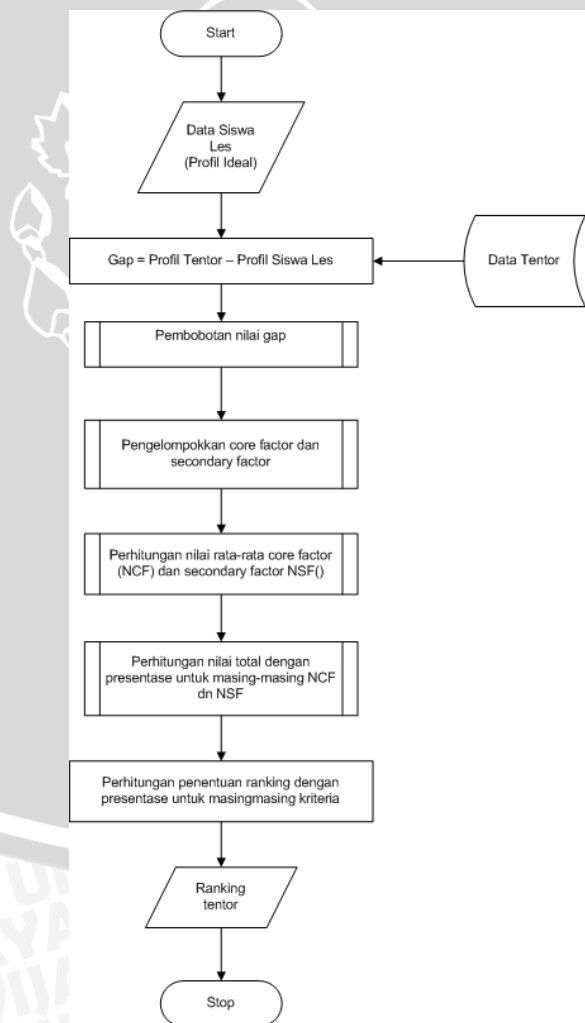 Start
Data Siswa
Les
(Profil Ideal)
Gap = Profil Tentor – Profil Siswa Les
Data Tentor
Pembobotan nilai gap
Pengelompokkan core factor dan
secondary factor
Perhitungan nilai rata-rata core factor
(NCF) dan secondary factor NSF()
Perhitungan nilai total dengan
presentase untuk masing-masing NCF
dn NSF
Perhitungan penentuan ranking dengan
presentase untuk masingmasing kriteria
Ranking
tentor
Stop